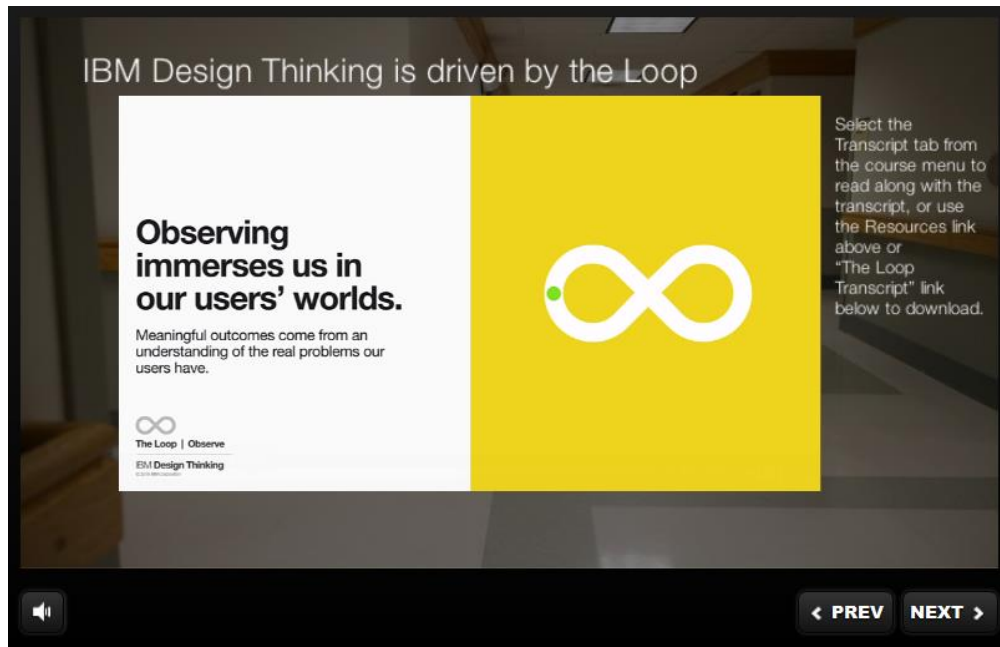 IBM Design Thinking is driven by the Loop
Observing
immerses us in
our users’ worlds.
Meaningful outcomes come from an
understanding of the real problems our
users have.
The Loop | Observe
IBM Design Thinking
Select the
Transcript tab from
the course menu to
read along with the
transcript, or use
the Resources link
above or
“The Loop
Transcript” link
below to download.
PREV
NEXT